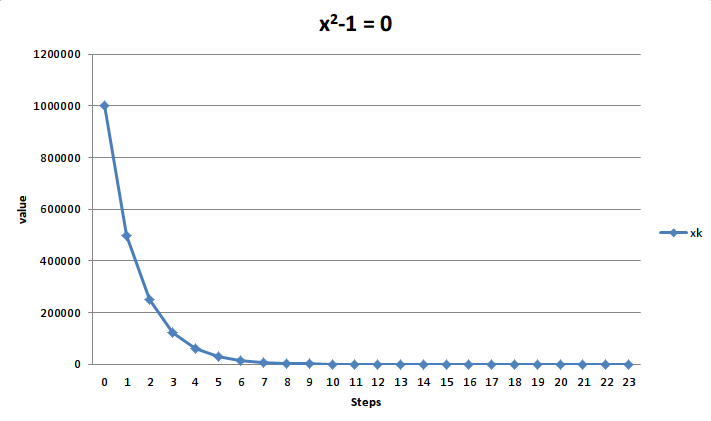 x²-1 = 0
1200000
1000000
800000
600000
400000
200000
0
value
0 1 2 3 4 5 6 7 8 9 10 11 12 13 14 15 16 17 18 19 20 21 22 23
Steps
xk